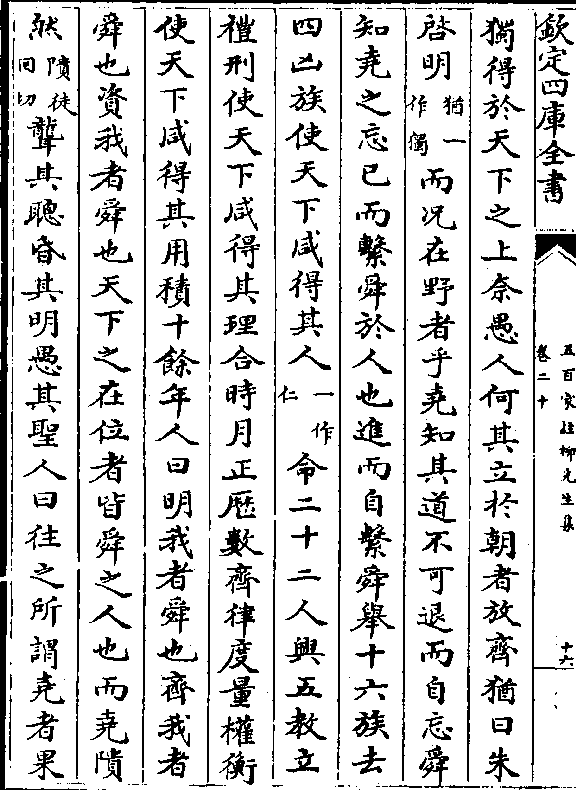 欽定四庫全書
五百家註柳先生集
卷二十
十六
獨得於天下之上奈愚人何其立於朝者放齊猶曰朱
啓明猶一作獨而况在野者乎堯知其道不可退而自忘舜
知堯之忘已而繫舜於人也進而自繫舜舉十六族去
四凶族使天下咸得其人一作仁命二十二人興五教立
禮刑使天下咸得其理合時月正歷數齊律度量權衡
使天下咸得其用積十餘年人曰明我者舜也齊我者
舜也資我者舜也天下之在位者皆舜之人也而堯隤
然隤徒回切聾其聰昏其明愚其聖人曰往之所謂堯者果